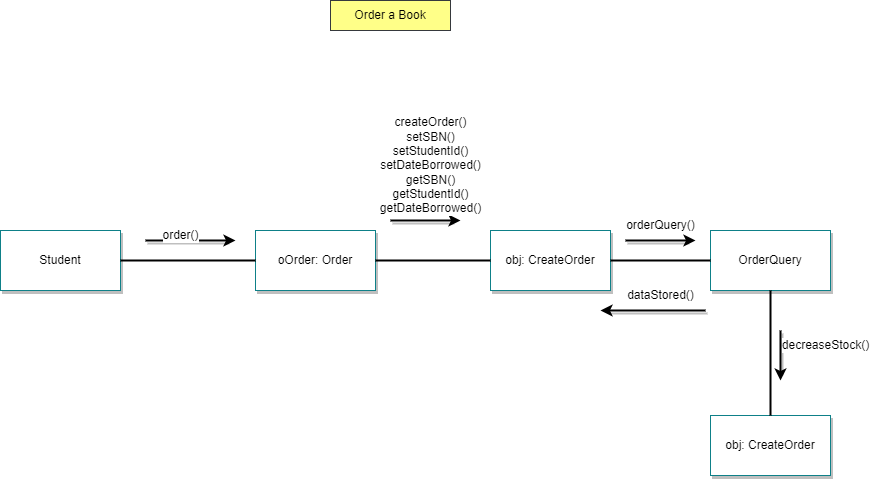 Order a Book
createOrder()
setSBN()
setStudentId()
setDateBorrowed()
getSBN()
getStudentId()
getDateBorrowed()
order()
orderQuery()
Student
oOrder: Order
obj: CreateOrder
OrderQuery
dataStored()
decreaseStock()
obj: CreateOrder